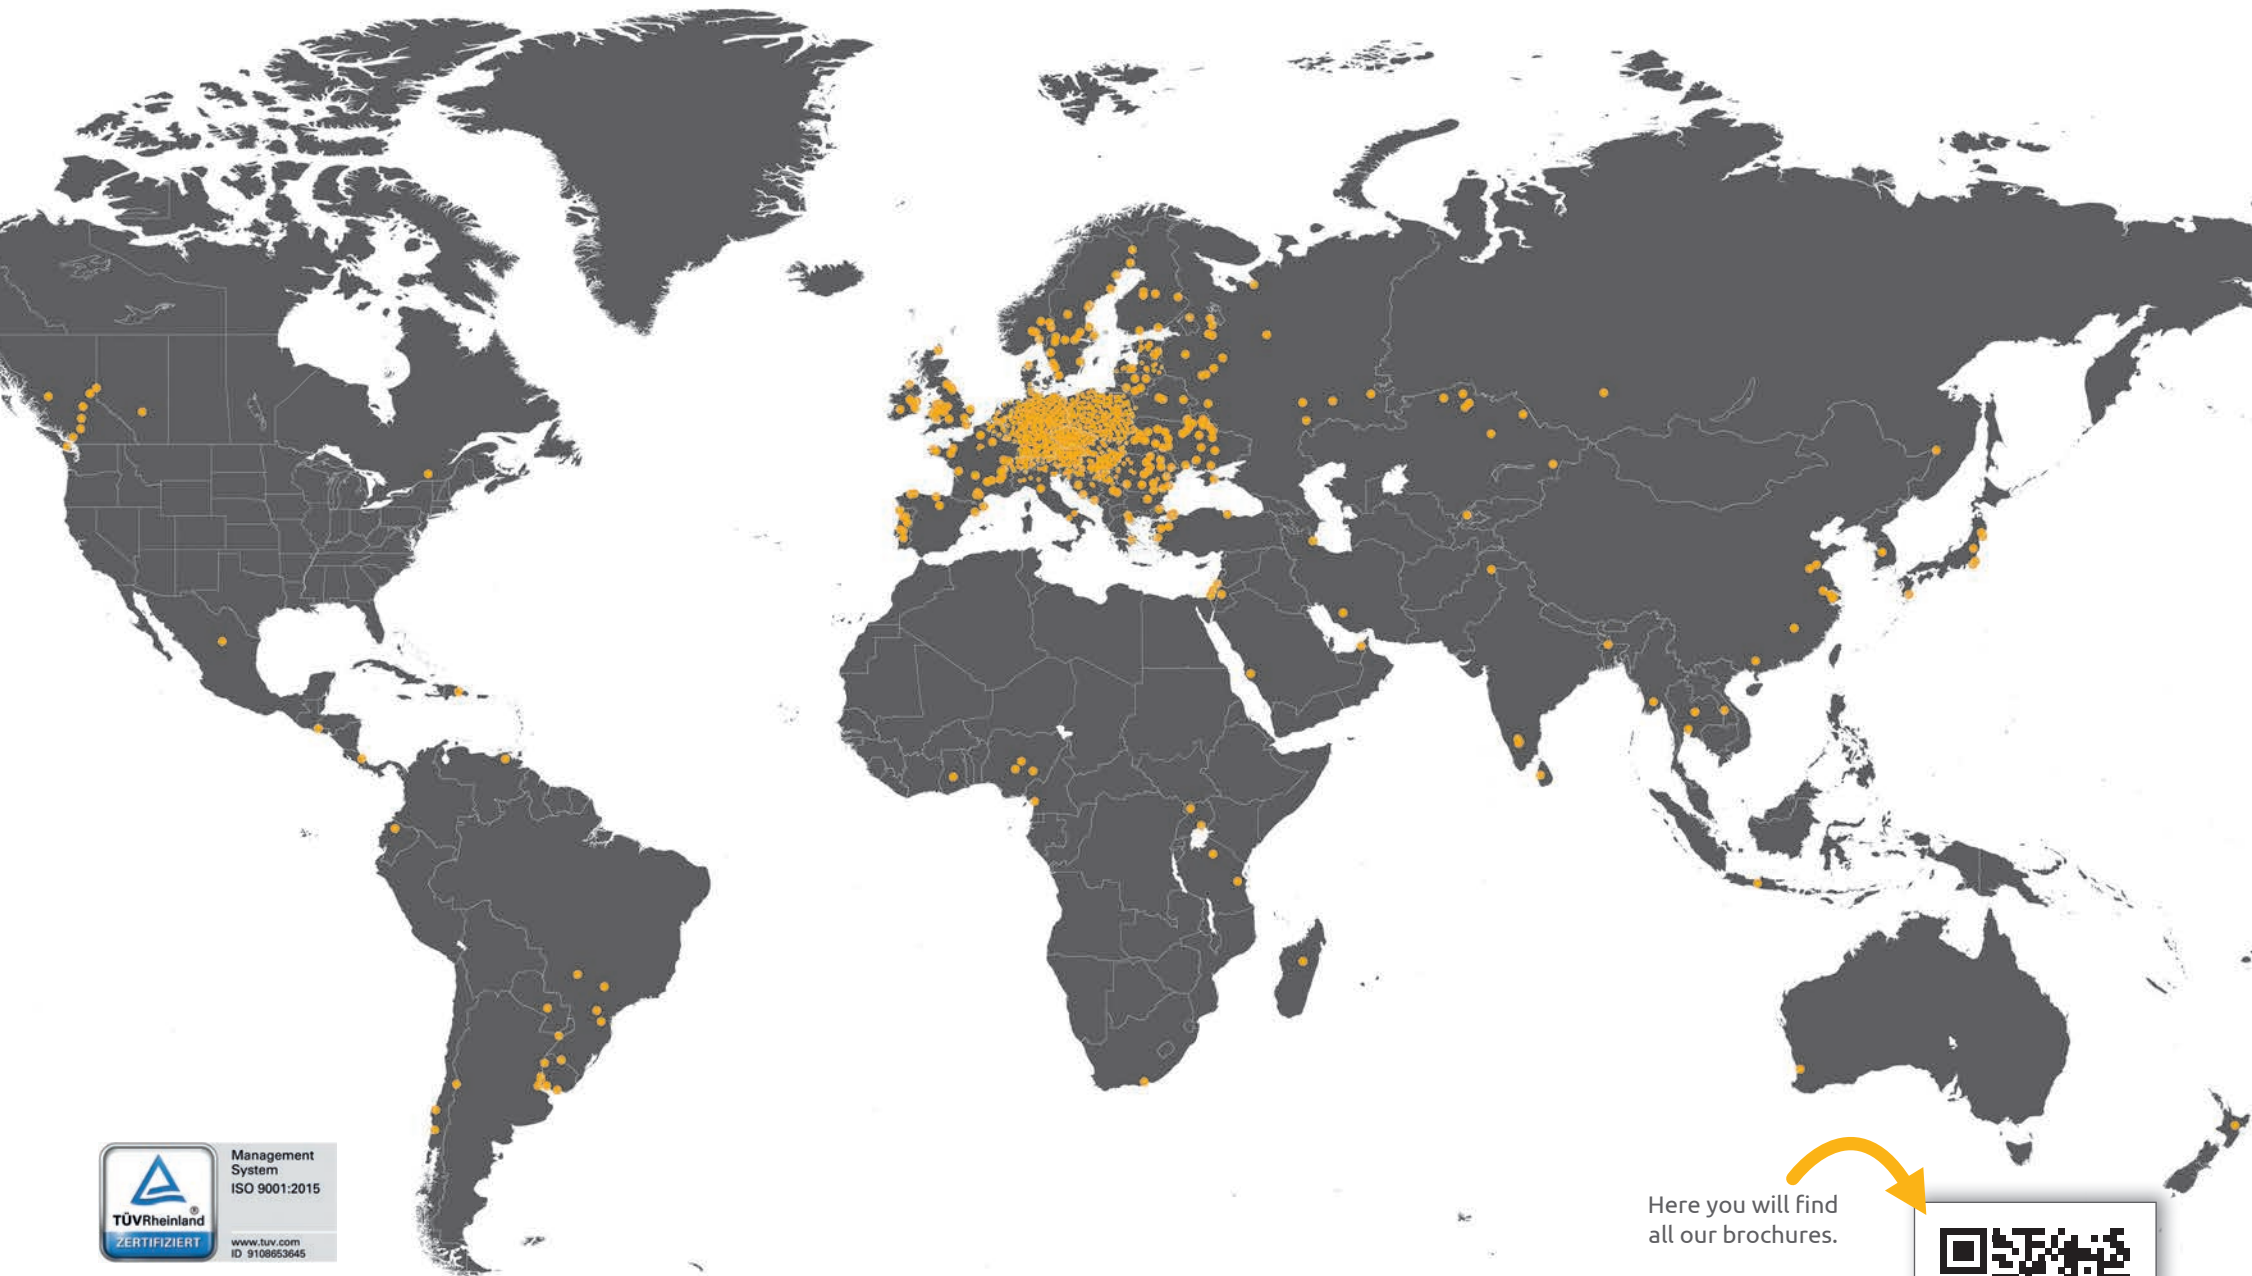 Management
System
ISO 9001:2015
TÜVRheinland®
ZERTIFIZIERT
www.tuv.com
ID 9108653645
Here you will find
all our brochures.